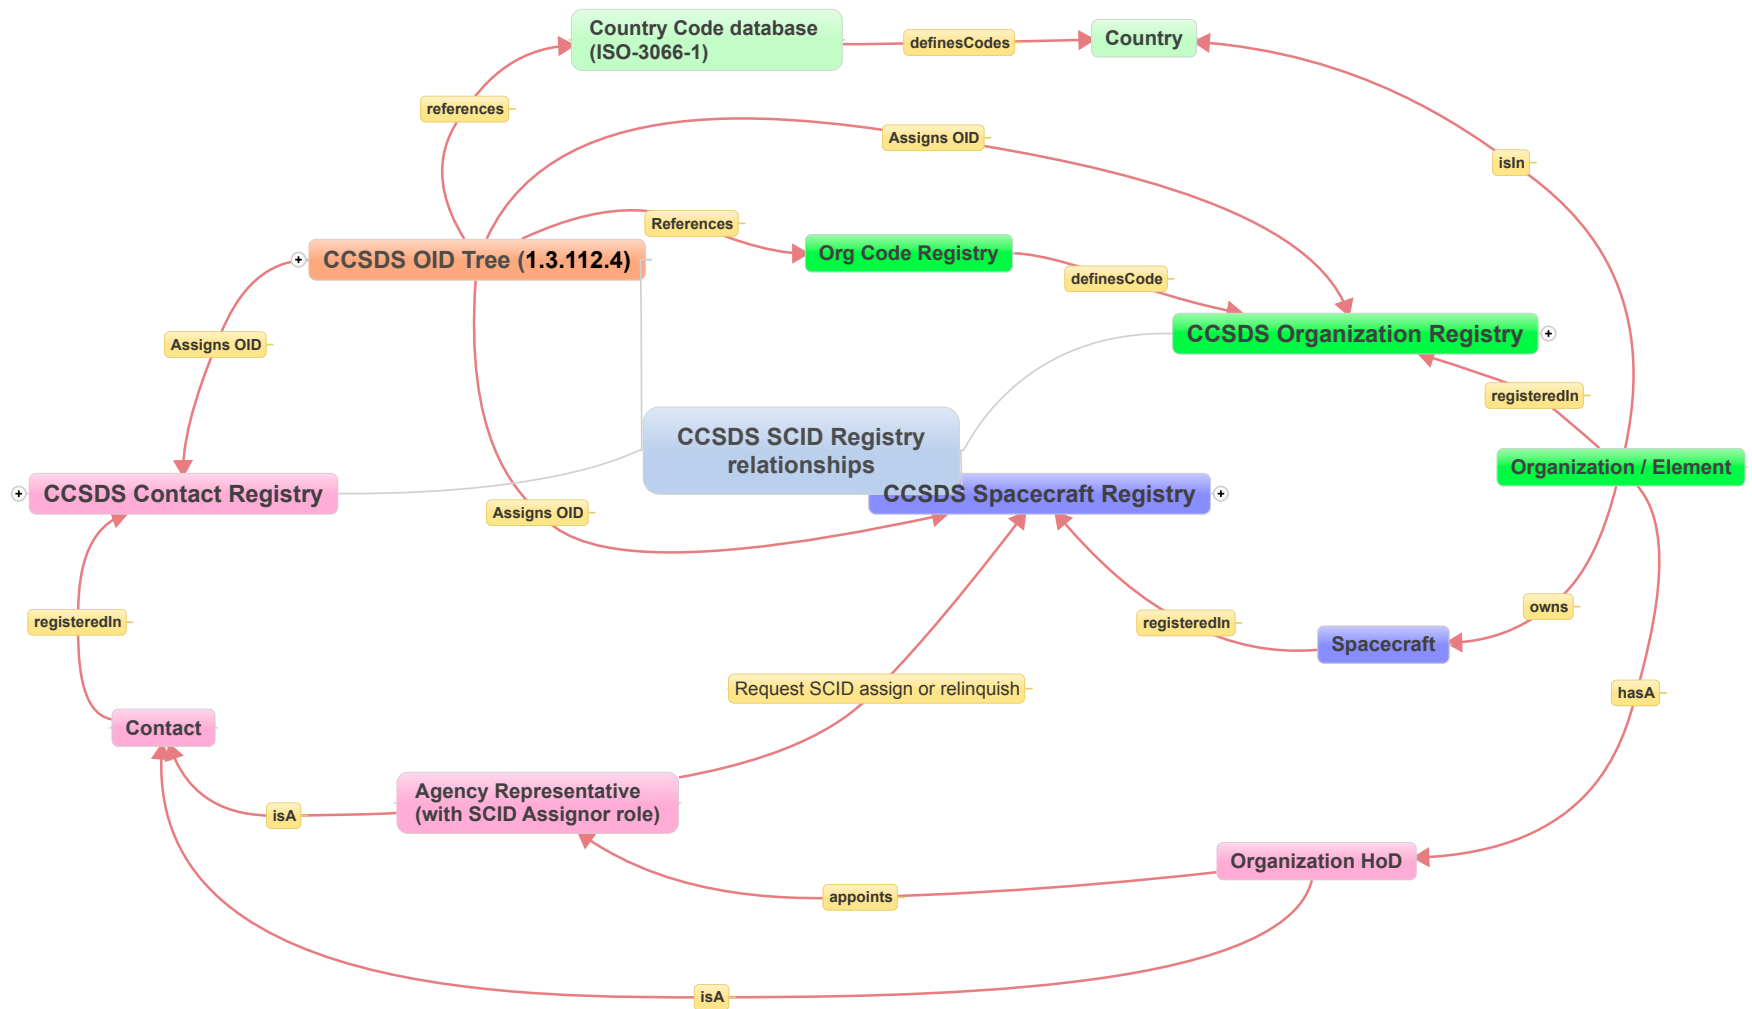 Country Code database
(ISO-3066-1)
definesCodes
Country
references
Assigns OID
isIn
References
Org Code Registry
CCSDS OID Tree (1.3.112.4)
definesCode
CCSDS Organization Registry
Assigns OID
registeredIn
CCSDS SCID Registry
relationships
Organization / Element
CCSDS Contact Registry
CCSDS Spacecraft Registry
Assigns OID
owns
registeredIn
registeredIn
Spacecraft
Request SCID assign or relinquish
hasA
Contact
Agency Representative
(with SCID Assignor role)
isA
Organization HoD
appoints
isA